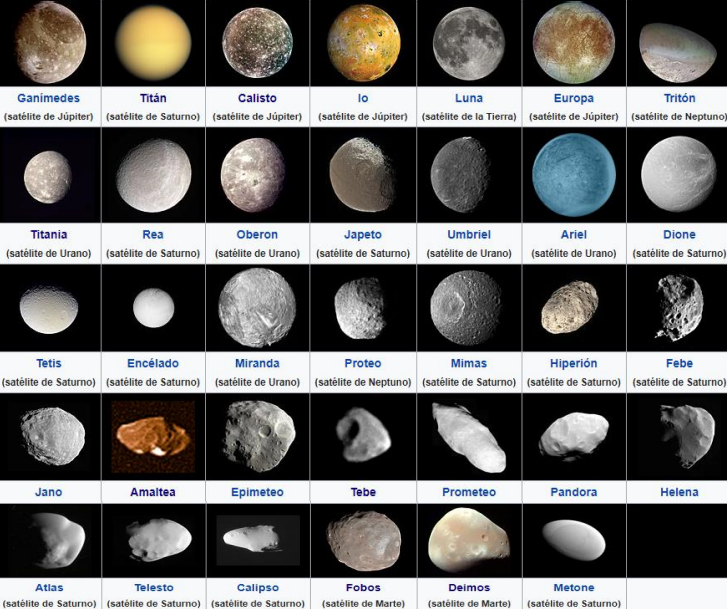 Ganímedes Titán Calisto Io Luna Europa Tritón
(satélite de Júpiter) (satélite de Saturno) (satélite de Júpiter) (satélite de Júpiter) (satélite de la Tierra) (satélite de Júpiter) (satélite de Neptuno)
Titania Rea Oberon Japeto Umbriel Ariel Dione
(satélite de Urano) (satélite de Saturno) (satélite de Urano) (satélite de Saturno) (satélite de Urano) (satélite de Urano) (satélite de Saturno)
Tetis Encélado Miranda Proteo Mimas Hiperión Febe
(satélite de Saturno) (satélite de Saturno) (satélite de Urano) (satélite de Neptuno) (satélite de Saturno) (satélite de Saturno) (satélite de Saturno)
Jano Amaltea Epimeteo Tebe Prometeo Pandora Helena
Atlas Telesto Calipso Fobos Deimos Metone
(satélite de Saturno) (satélite de Saturno) (satélite de Saturno) (satélite de Marte) (satélite de Marte) (satélite de Saturno)